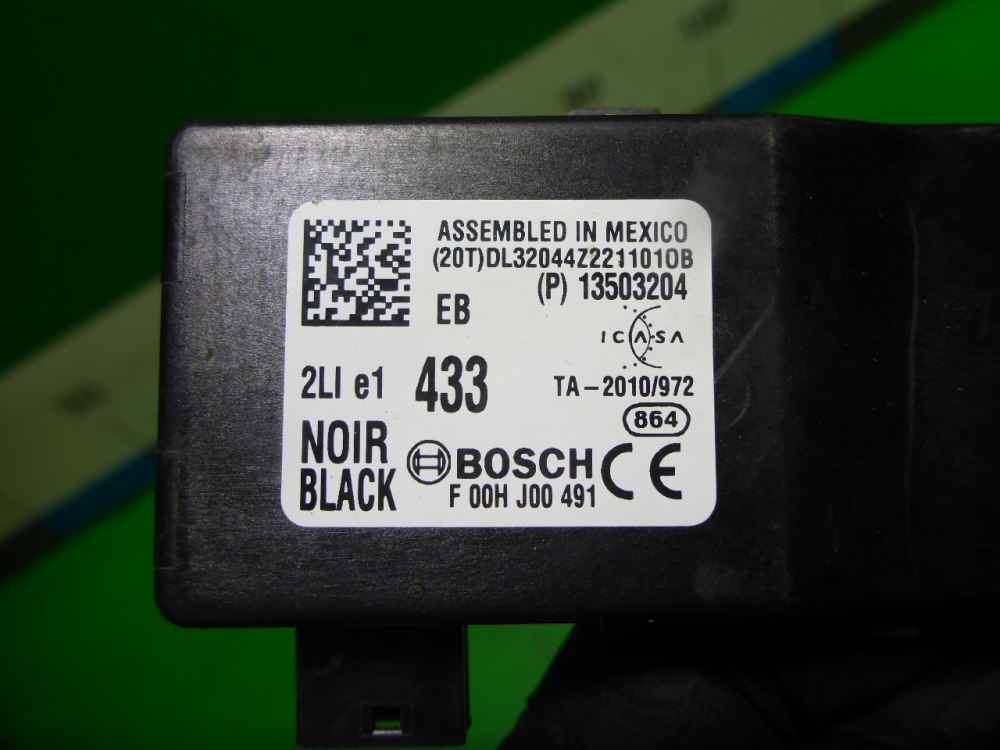 ASSEMBLED IN MEXICO
(20T)DL32044Z2211010B
(P) 13503204
EB
ICASA
2LI e1 433
TA-2010/972
864
NOIR
BLACK
BOSCH CE
F 00H J00 491